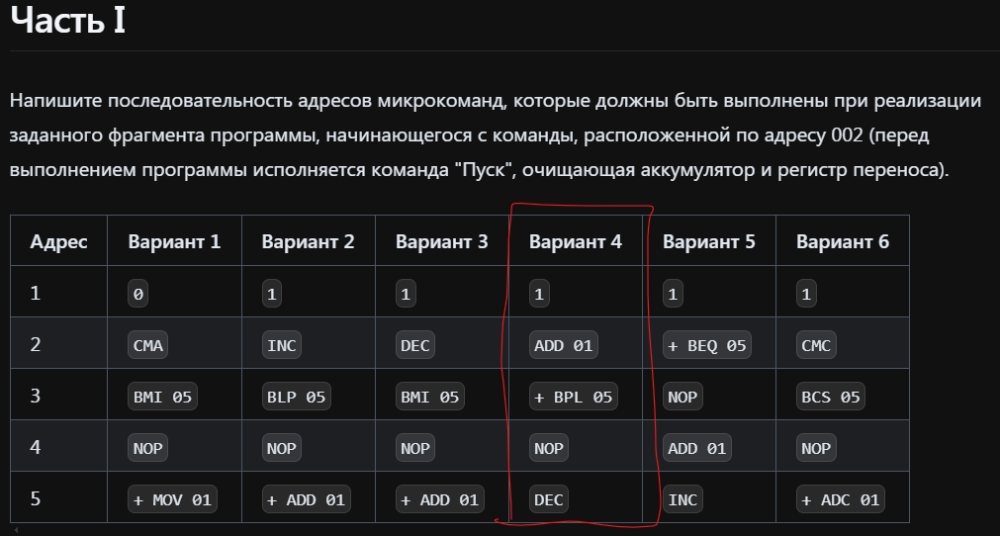 Часть I
Напишите последовательность адресов микрокоманд, которые должны быть выполнены при реализации
заданного фрагмента программы, начинающегося с команды, расположенной по адресу 002 (перед
выполнением программы исполняется команда "Пуск", очищающая аккумулятор и регистр переноса).
Адрес Вариант 1 Вариант 2 Вариант 3 Вариант 4 Вариант 5 Вариант 6
1 0 1 1 1 1 1
2 CMA INC DEC ADD 01 + BEQ 05 CMC
3 BMI 05 BLP 05 BMI 05 + BPL 05 NOP BCS 05
4 NOP NOP NOP NOP ADD 01 NOP
5 + MOV 01 + ADD 01 + ADD 01 DEC INC + ADC 01